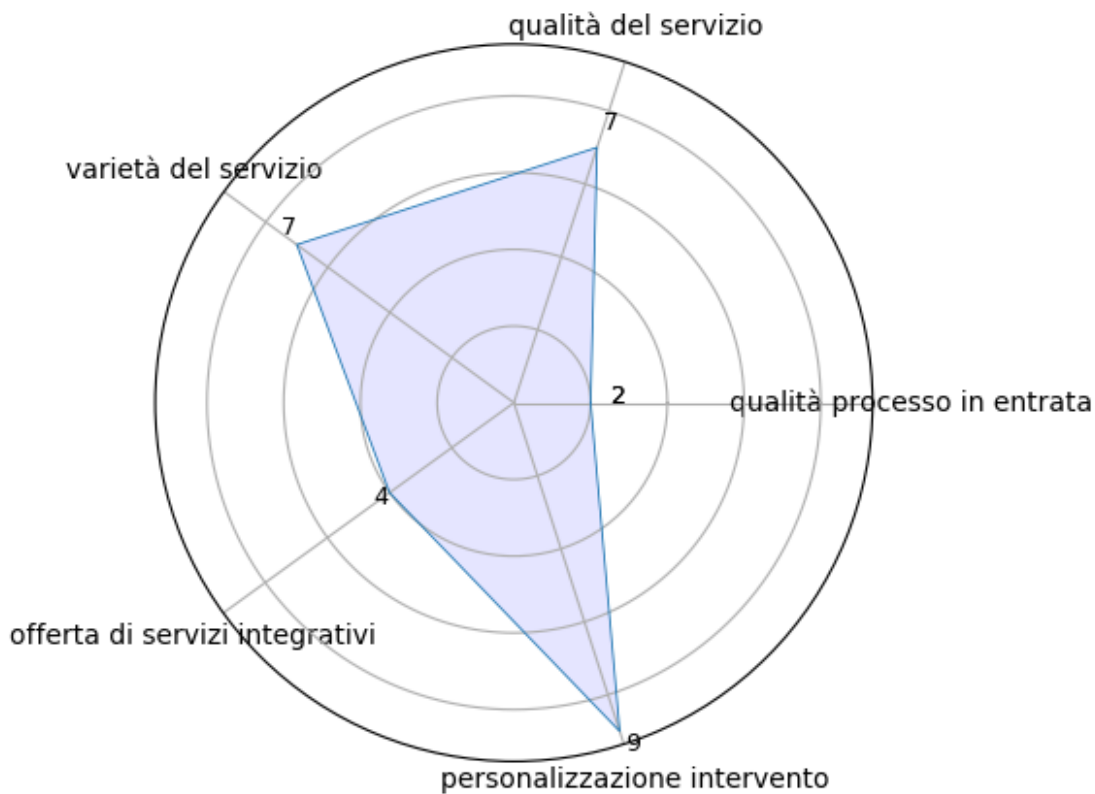 qualità del servizio
7
varietà del servizio
7
2
qualità processo in entrata
4
offerta di servizi integrativi
9
personalizzazione intervento